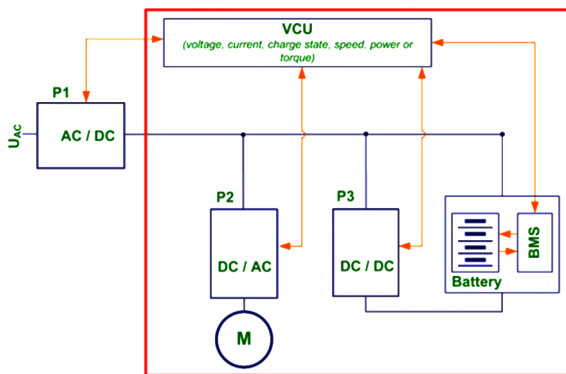 VCU
(voltage, current, charge state, speed, power or
torque)
P1
AC / DC
UAC
P2
DC / AC
M
P3
DC / DC
Battery
BMS